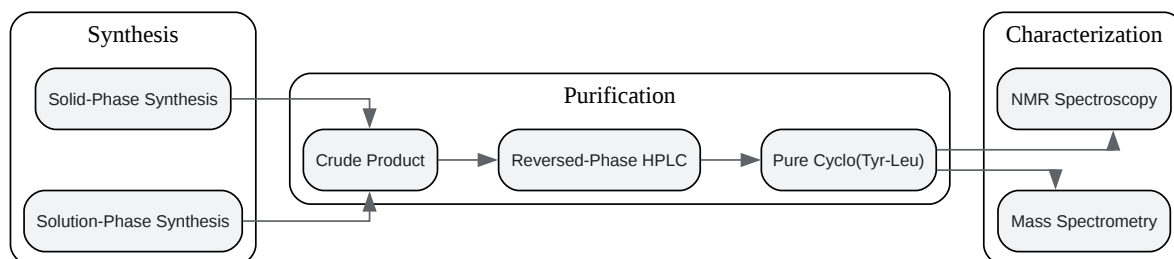 Synthesis
Solid-Phase Synthesis
Solution-Phase Synthesis
Purification
Crude Product
Reversed-Phase HPLC
Pure Cyclo(Tyr-Leu)
Characterization
NMR Spectroscopy
Mass Spectrometry